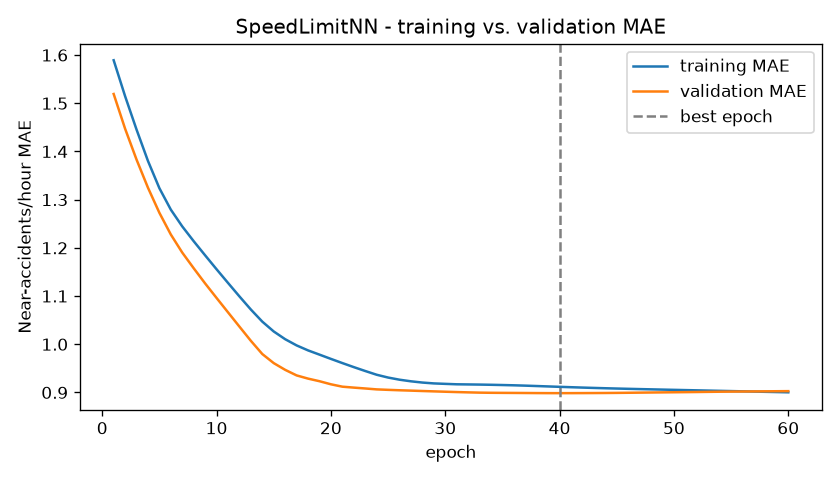 SpeedLimitNN - training vs. validation MAE
Near-accidents/hour MAE
1.6
1.5
1.4
1.3
1.2
1.1
1.0
0.9
training MAE
validation MAE
best epoch
0 10 20 30 40 50 60
epoch